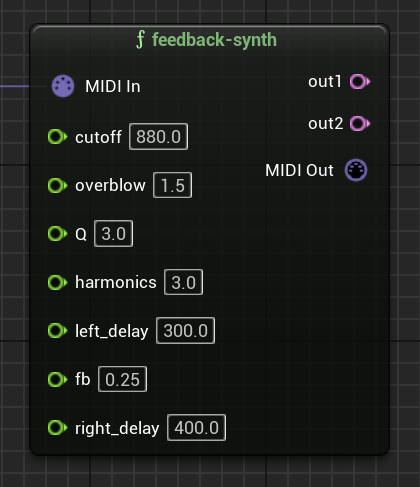 ƒ feedback-synth
MIDI In
out1
out2
cutoff 880.0
MIDI Out
overblow 1.5
Q 3.0
harmonics 3.0
left_delay 300.0
fb 0.25
right_delay 400.0